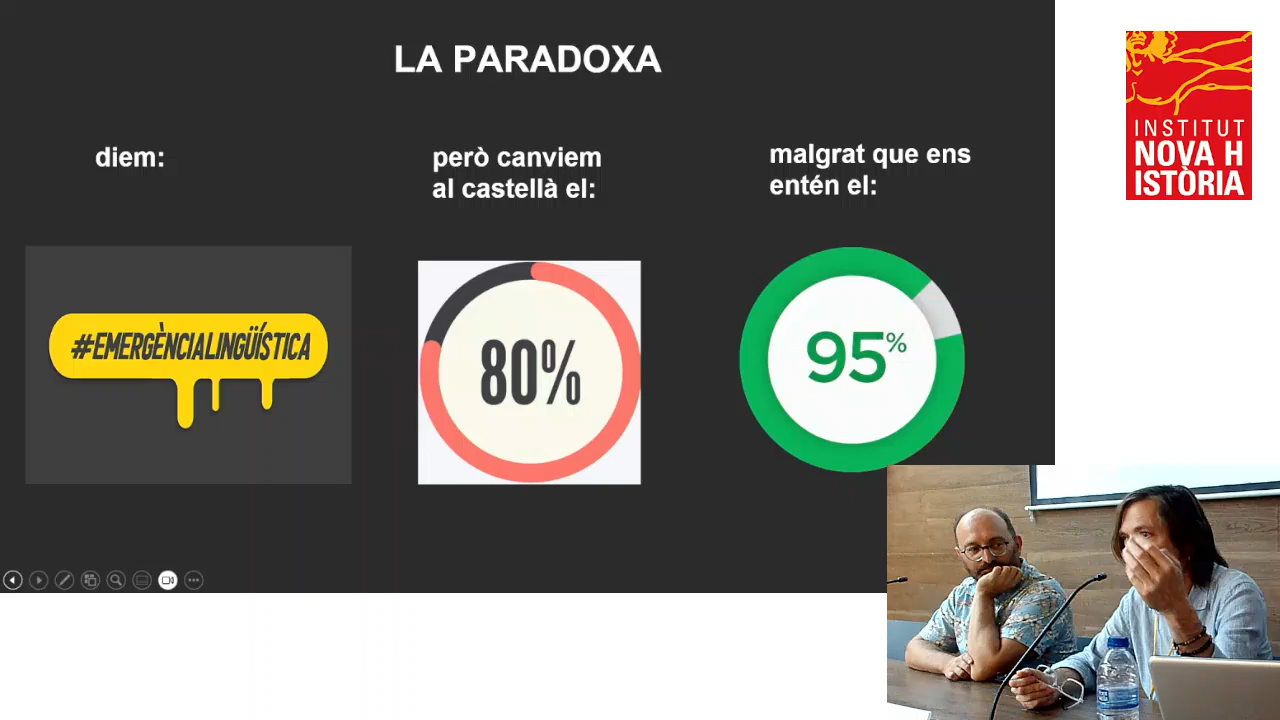 LA PARADOXA
diem:
però canviem
al castellà el:
malgrat que ens
entén el:
#EMERGÈNCIALINGÜÍSTICA
80%
95%
INSTITUT
NOVA H
ISTÒRIA